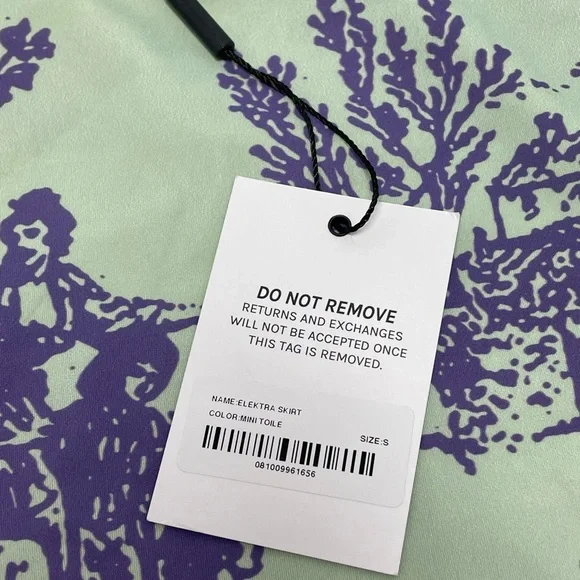 DO NOT REMOVE
RETURNS AND EXCHANGES
WILL NOT BE ACCEPTED ONCE
THIS TAG IS REMOVED.
NAME:ELEKTRA SKIRT
COLOR:MINI TOILE
SIZE:S
081009961656